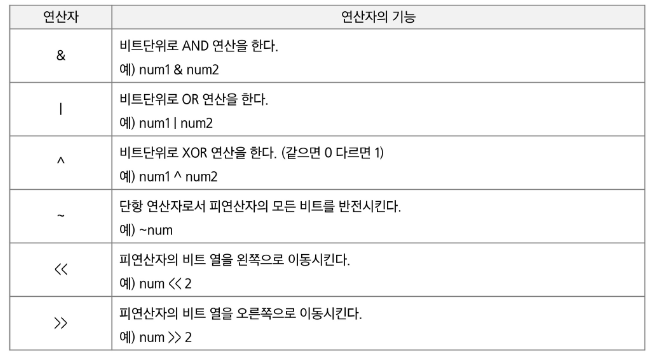 연산자 연산자의 기능
& 비트단위로 AND 연산을 한다.
예) num1 & num2
| 비트단위로 OR 연산을 한다.
예) num1 | num2
^ 비트단위로 XOR 연산을 한다. (같으면 0 다르면 1)
예) num1 ^ num2
~ 단항 연산자로서 피연산자의 모든 비트를 반전시킨다.
예) ~num
<< 피연산자의 비트 열을 왼쪽으로 이동시킨다.
예) num << 2
>> 피연산자의 비트 열을 오른쪽으로 이동시킨다.
예) num >> 2